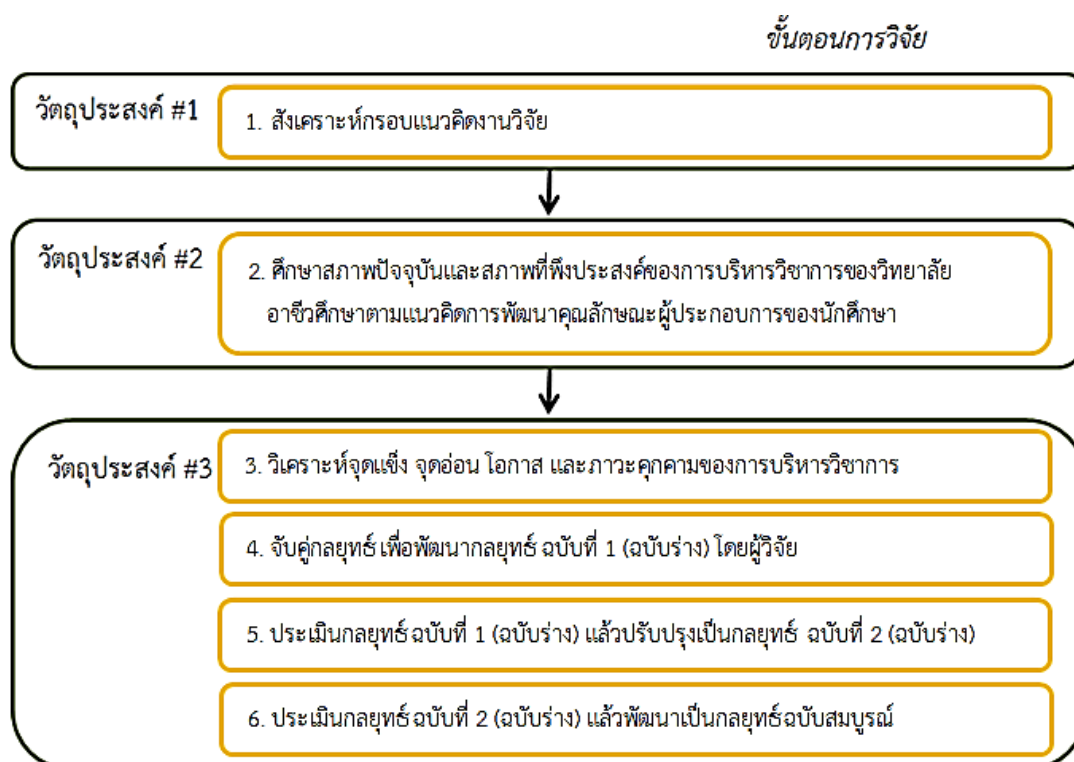 ขั้นตอนการวิจัย
วัตถุประสงค์ #1
1. สังเคราะห์กรอบแนวคิดงานวิจัย
วัตถุประสงค์ #2
2. ศึกษาสภาพปัจจุบันและสภาพที่พึงประสงค์ของการบริหารวิชาการของวิทยาลัย
อาชีวศึกษาตามแนวคิดการพัฒนาคุณลักษณะผู้ประกอบการของนักศึกษา
วัตถุประสงค์ #3
3. วิเคราะห์จุดแข็ง จุดอ่อน โอกาส และภาวะคุกคามของการบริหารวิชาการ
4. จับคู่กลยุทธ์ เพื่อพัฒนากลยุทธ์ ฉบับที่ 1 (ฉบับร่าง) โดยผู้วิจัย
5. ประเมินกลยุทธ์ ฉบับที่ 1 (ฉบับร่าง) แล้วปรับปรุงเป็นกลยุทธ์ ฉบับที่ 2 (ฉบับร่าง)
6. ประเมินกลยุทธ์ ฉบับที่ 2 (ฉบับร่าง) แล้วพัฒนาเป็นกลยุทธ์ฉบับสมบูรณ์